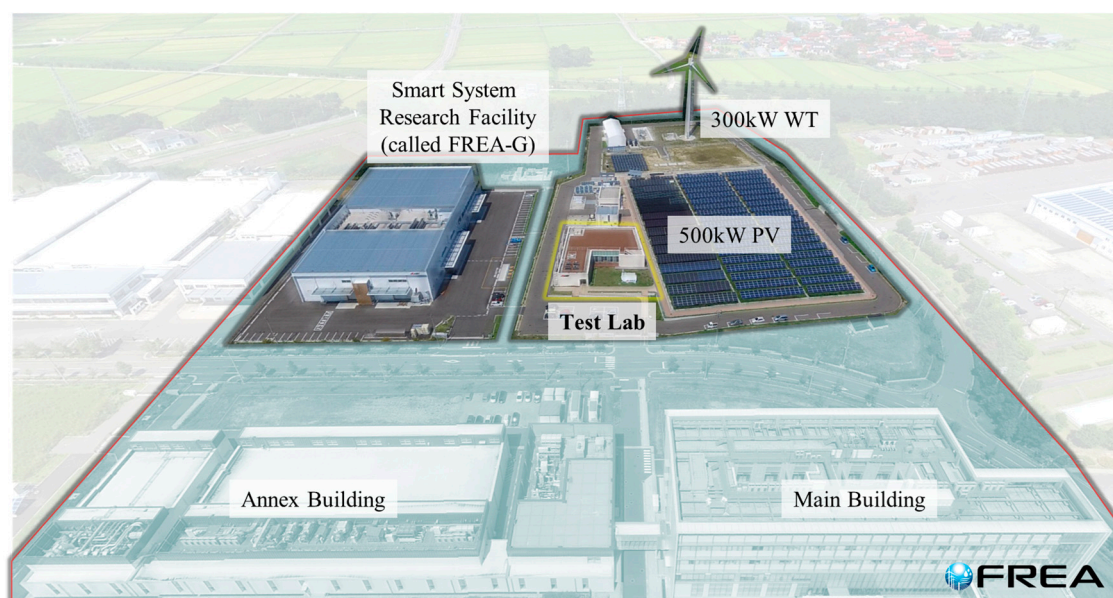 Smart System
Research Facility
(called FREA-G)
300kW WT
500kW PV
Test Lab
Annex Building
Main Building
FREA